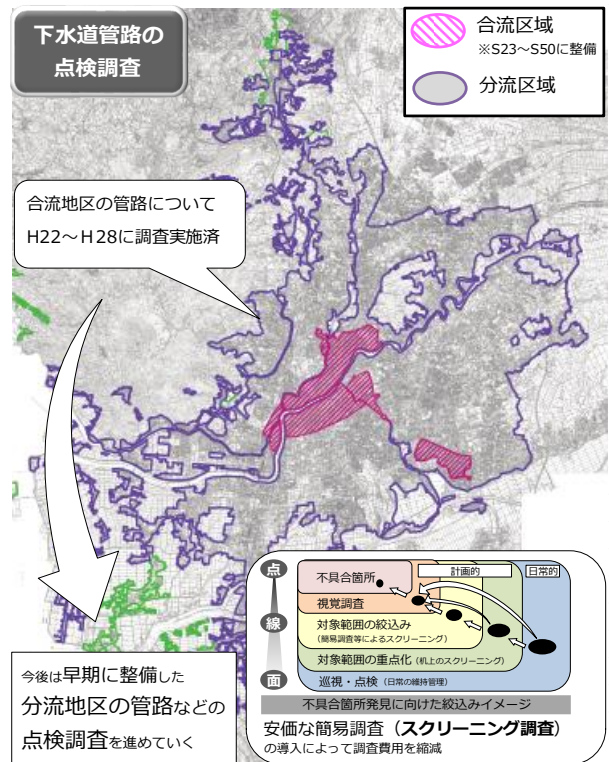 下水道管路の
点検調査
合流区域
※S23～S50に整備
分流区域
合流地区の管路について
H22～H28に調査実施済
点
線
面
計画的
日常的
不具合箇所
視覚調査
対象範囲の絞込み
(簡易調査等によるスクリーニング)
対象範囲の重点化(机上のスクリーニング)
巡視・点検(日常の維持管理)
不具合箇所発見に向けた絞込みイメージ
安価な簡易調査（スクリーニング調査）
の導入によって調査費用を縮減
今後は早期に整備した
分流地区の管路などの
点検調査を進めていく